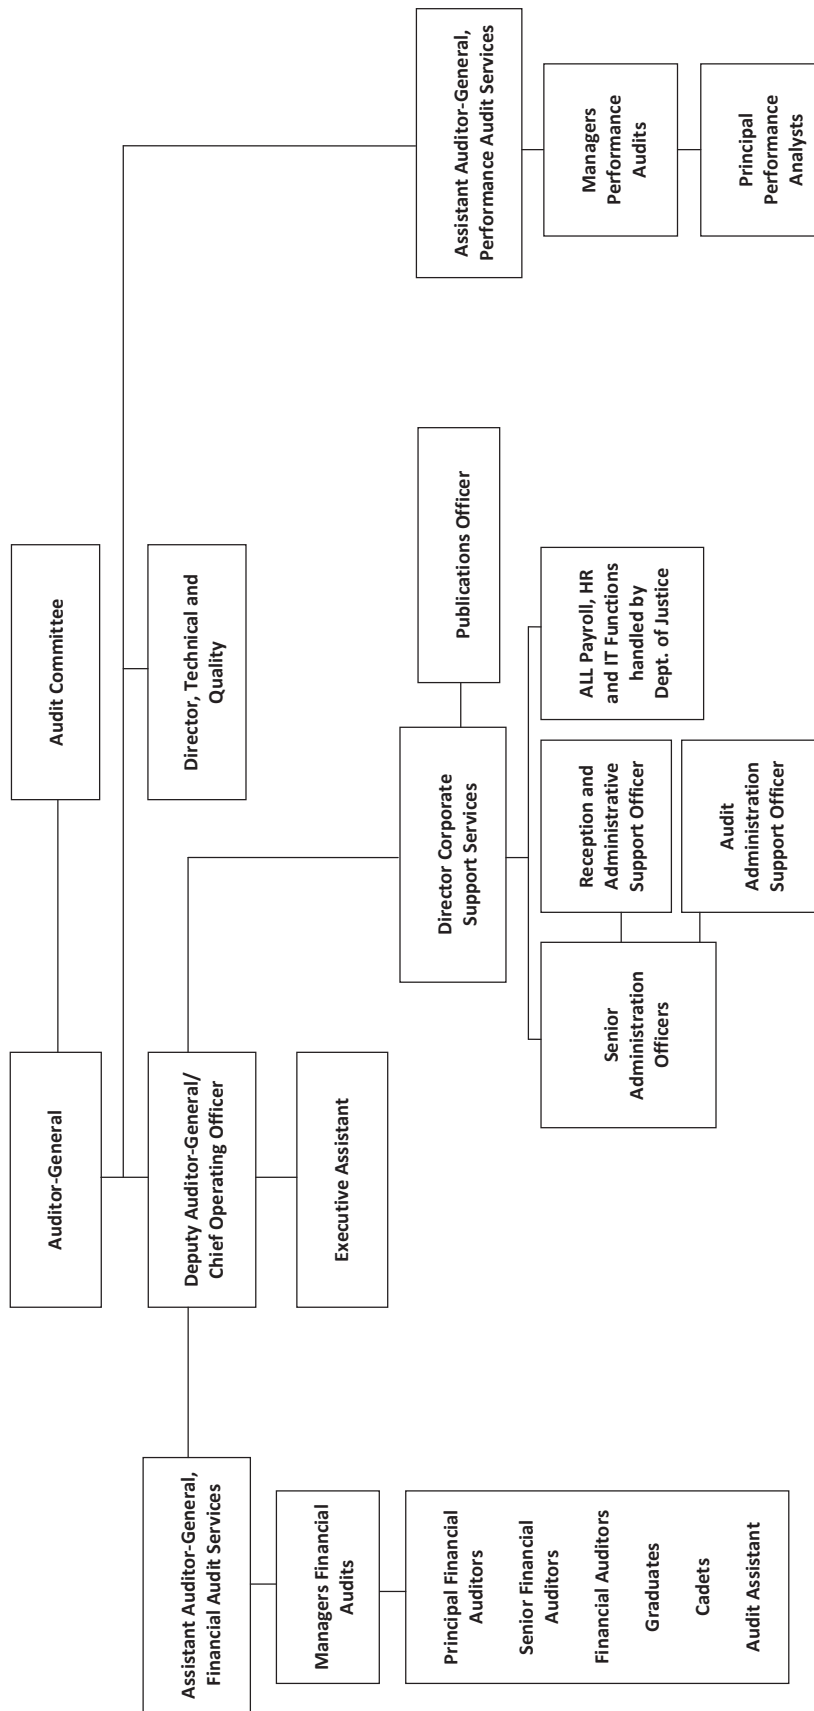 Auditor-General
Audit Committee
Deputy Auditor-General/
Chief Operating Officer
Director, Technical and
Quality
Assistant Auditor-General,
Financial Audit Services
Executive Assistant
Managers Financial
Audits
Principal Financial
Auditors
Senior Financial
Auditors
Financial Auditors
Graduates
Cadets
Audit Assistant
Director Corporate
Support Services
Publications Officer
Senior
Administration
Officers
Reception and
Administrative
Support Officer
ALL Payroll, HR
and IT Functions
handled by
Dept. of Justice
Audit
Administration
Support Officer
Assistant Auditor-General,
Performance Audit Services
Managers
Performance
Audits
Principal
Performance
Analysts